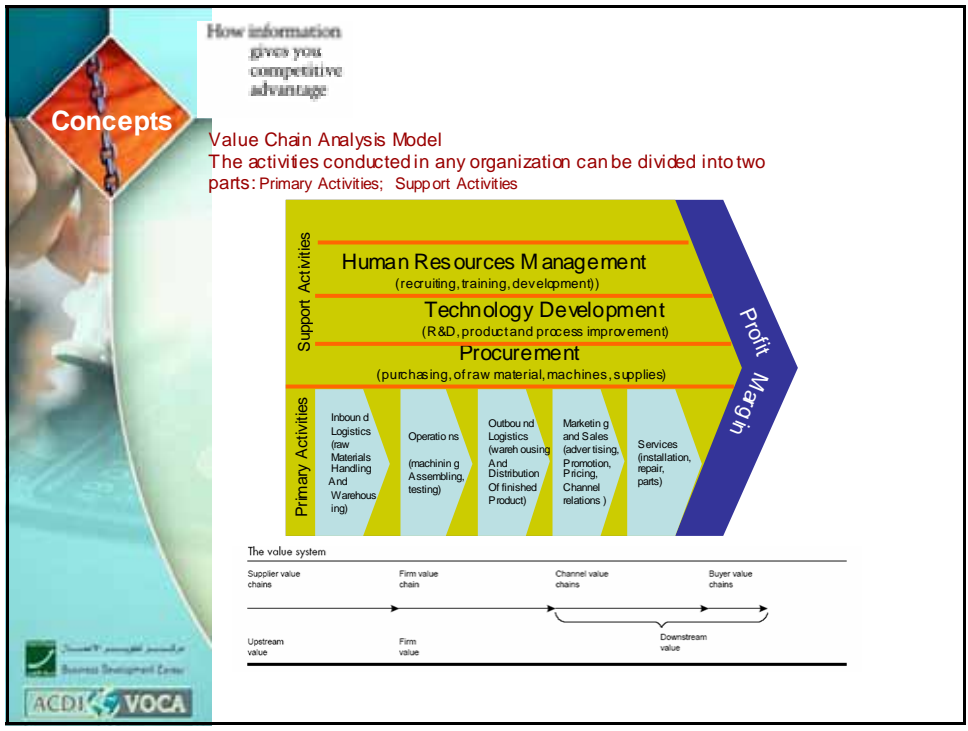 How information
gives you
competitive
advantage
Concepts
Value Chain Analysis Model
The activities conducted in any organization can be divided into two
parts: Primary Activities; Support Activities
Support Activities
Human Resources Management
(recruiting, training, development))
Technology Development
(R&D, product and process improvement)
Procurement
(purchasing, of raw material, machines, supplies)
Profit Margin
Primary Activities
Inbound
Logistics
(raw
Materials
Handling
And
Warehous
ing)
Operations
(machining
Assembling,
testing)
Outbound
Logistics
(warehousing
And
Distribution
Of finished
Product)
Marketing
and Sales
(advertising,
Promotion,
Pricing,
Channel
relations )
Services
(installation,
repair,
parts)
The value system
Supplier value
chains
Firm value
chain
Channel value
chains
Buyer value
chains
Upstream
value
Firm
value
Downstream
value
Business Development Center
ACDI VOCA